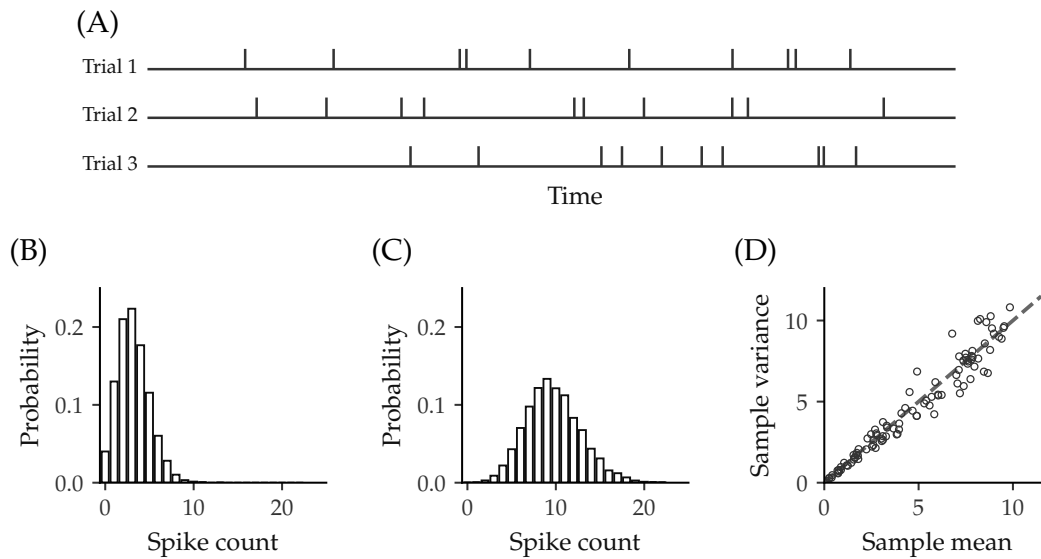 (A)
Trial 1
Trial 2
Trial 3
Time
(B)
Probability
0.2
0.1
0.0
0 10 20
Spike count
(C)
Probability
0.2
0.1
0.0
0 10 20
Spike count
(D)
Sample variance
10
5
0
0 5 10
Sample mean